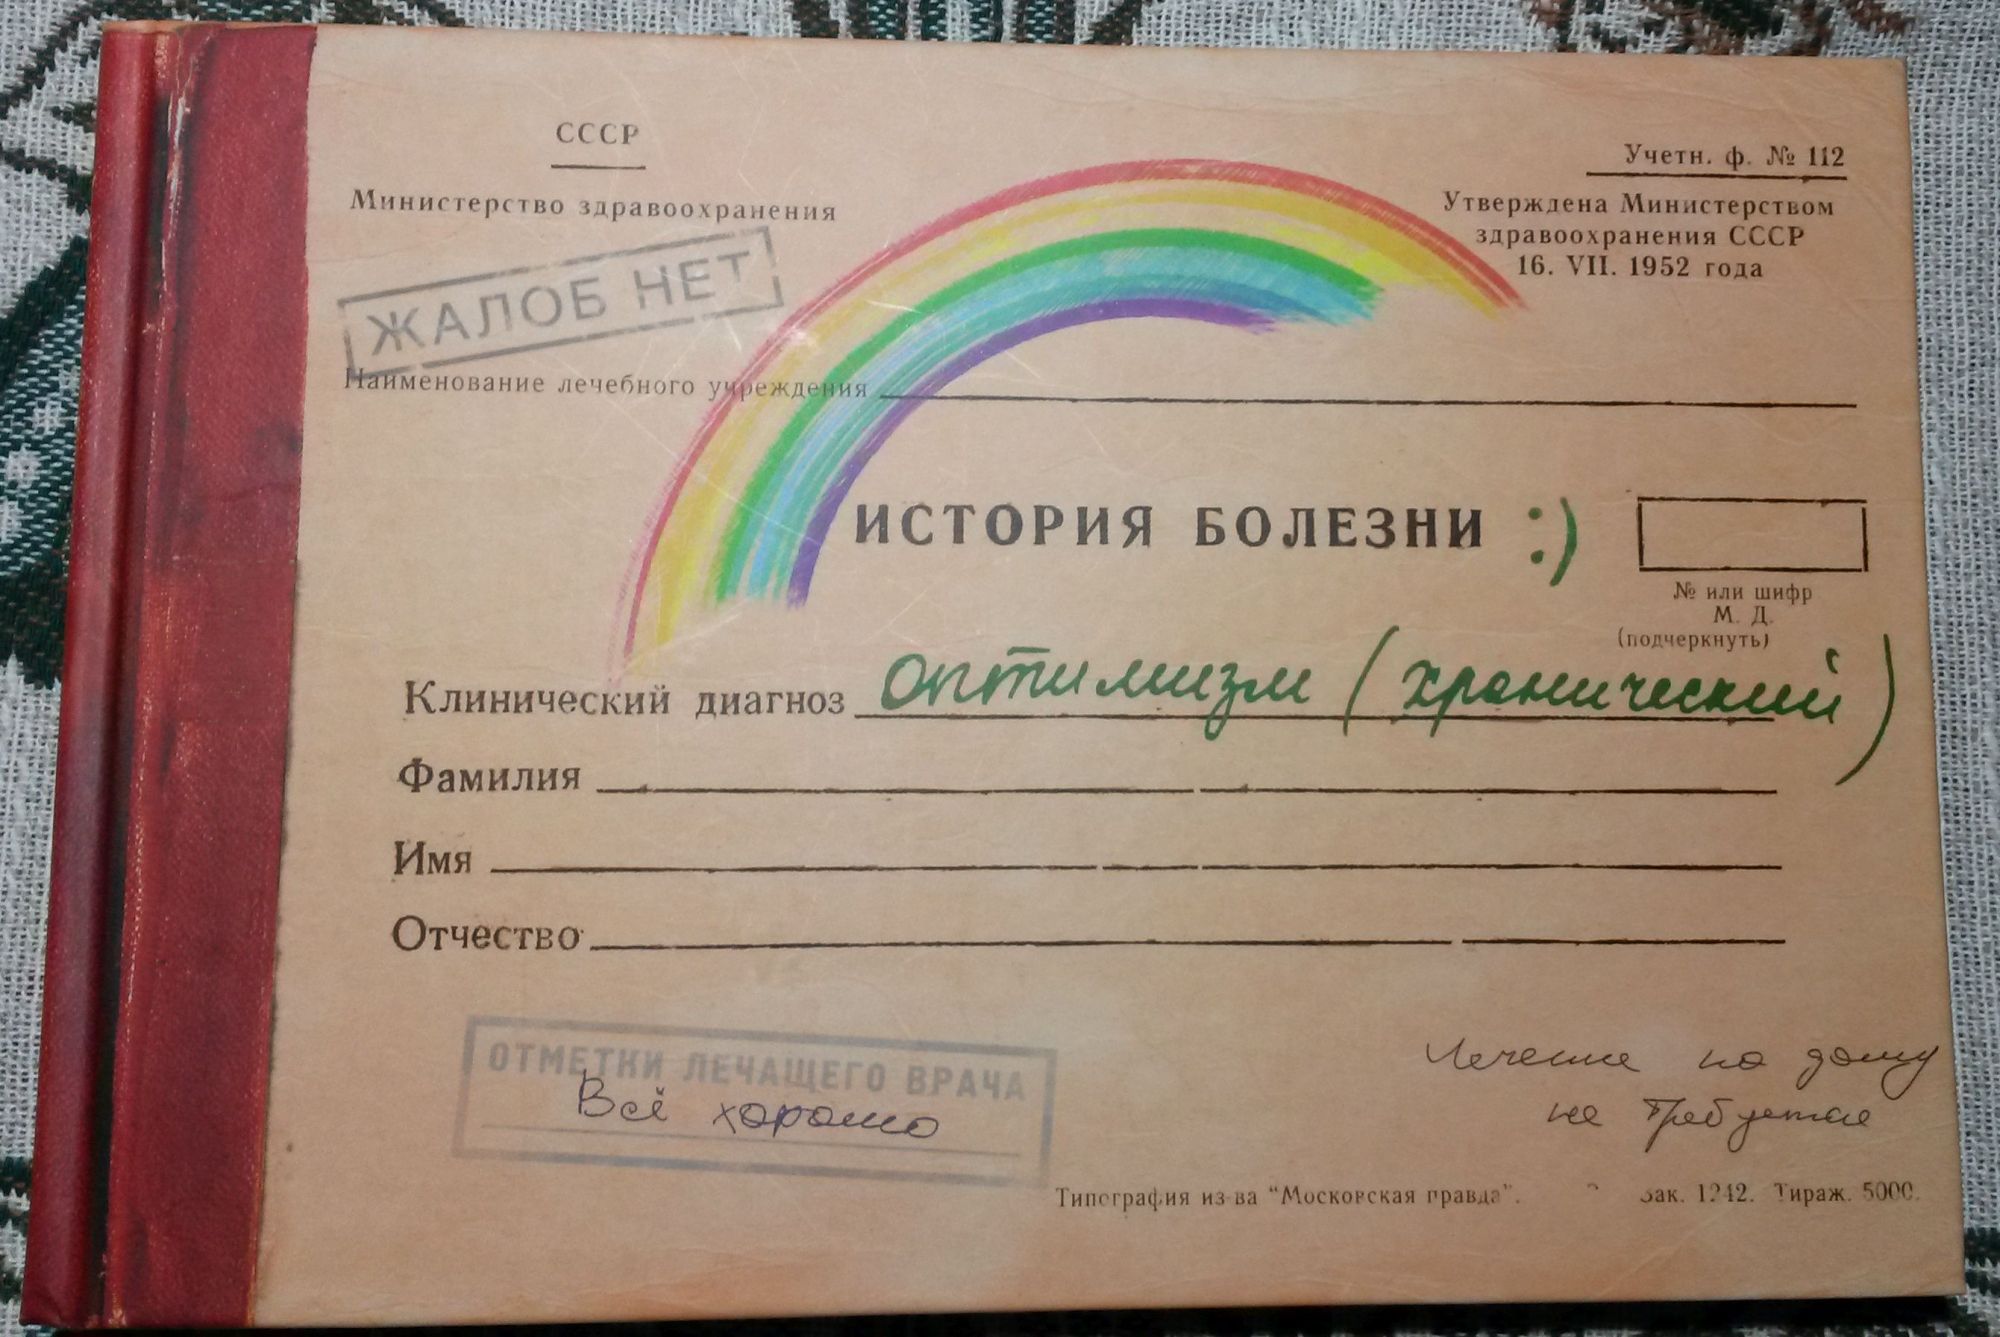 СССР
Министерство здравоохранения
Учетн. ф. № 112
Утверждена Министерством
здравоохранения СССР
16. VII. 1952 года
ЖАЛОБ НЕТ
Наименование лечебного учреждения
ИСТОРИЯ БОЛЕЗНИ :)
№ или шифр
М. Д.
(подчеркнуть)
Клинический диагноз оптимизм (хронический)
Фамилия
Имя
Отчество
ОТМЕТКИ ЛЕЧАЩЕГО ВРАЧА
Всё хорошо
Лечение на дому
не требуется
Типография из-ва "Московская правда". Зак. 1242. Тираж. 5000.